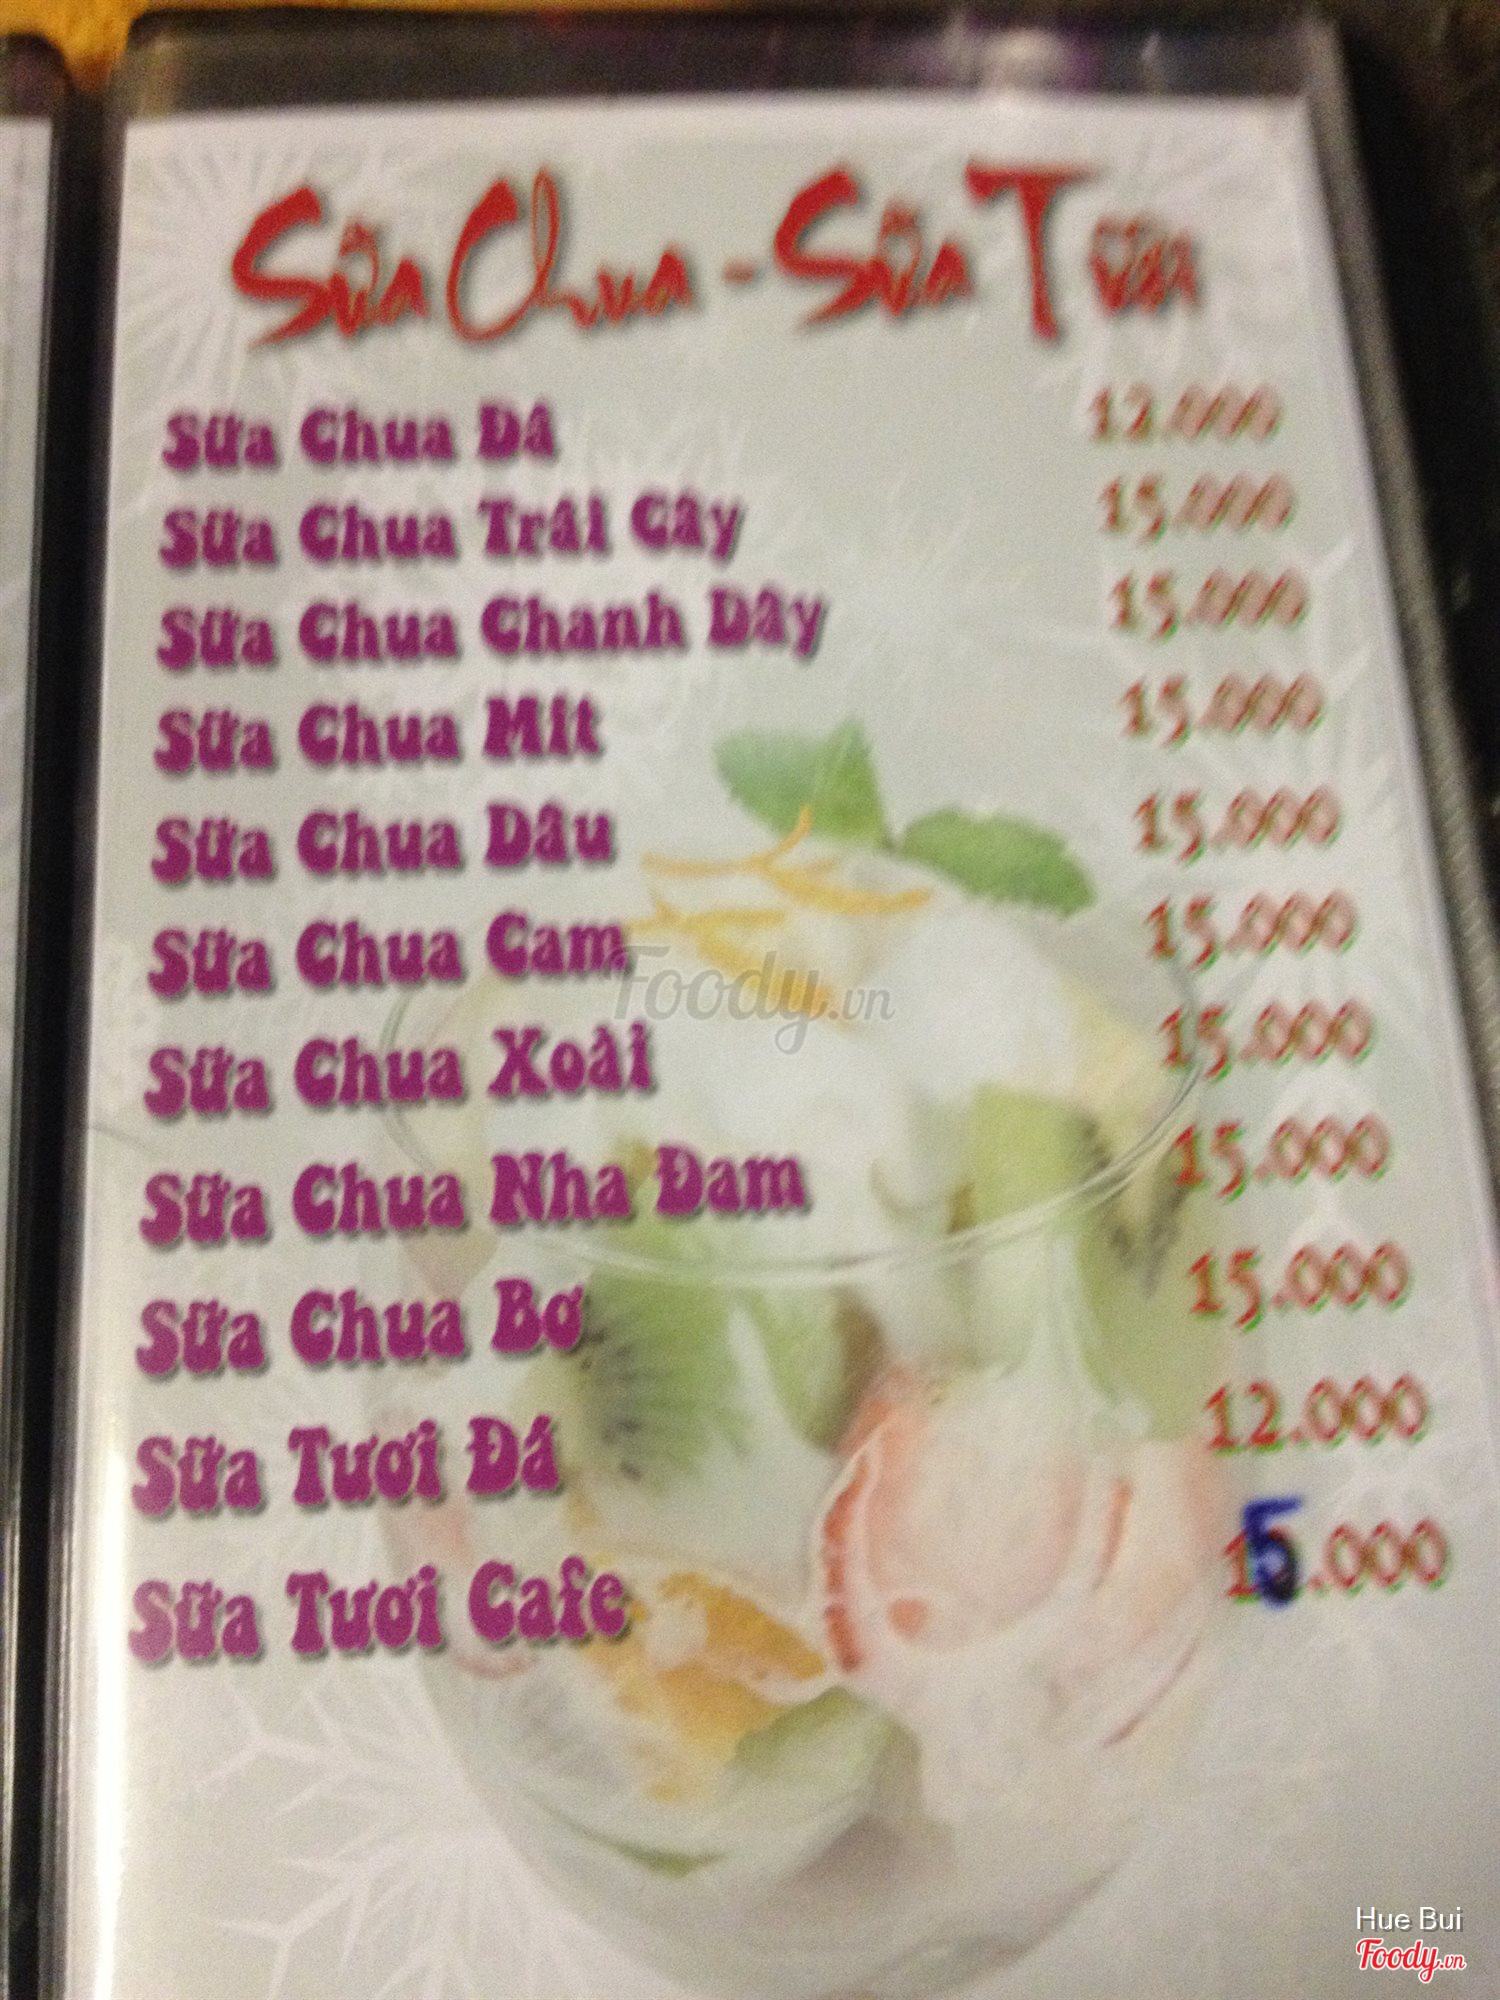 Sữa Chua - Sữa Tươi
Sữa Chua Đá 12.000
Sữa Chua Trái Cây 15.000
Sữa Chua Chanh Dây 15.000
Sữa Chua Mít 15.000
Sữa Chua Dâu 15.000
Sữa Chua Cam 15.000
Foody.vn
Sữa Chua Xoài 15.000
Sữa Chua Nha Đam 15.000
Sữa Chua Bơ 15.000
Sữa Tươi Đá 12.000
Sữa Tươi Cafe 15.000
Hue Bui
Foody.vn